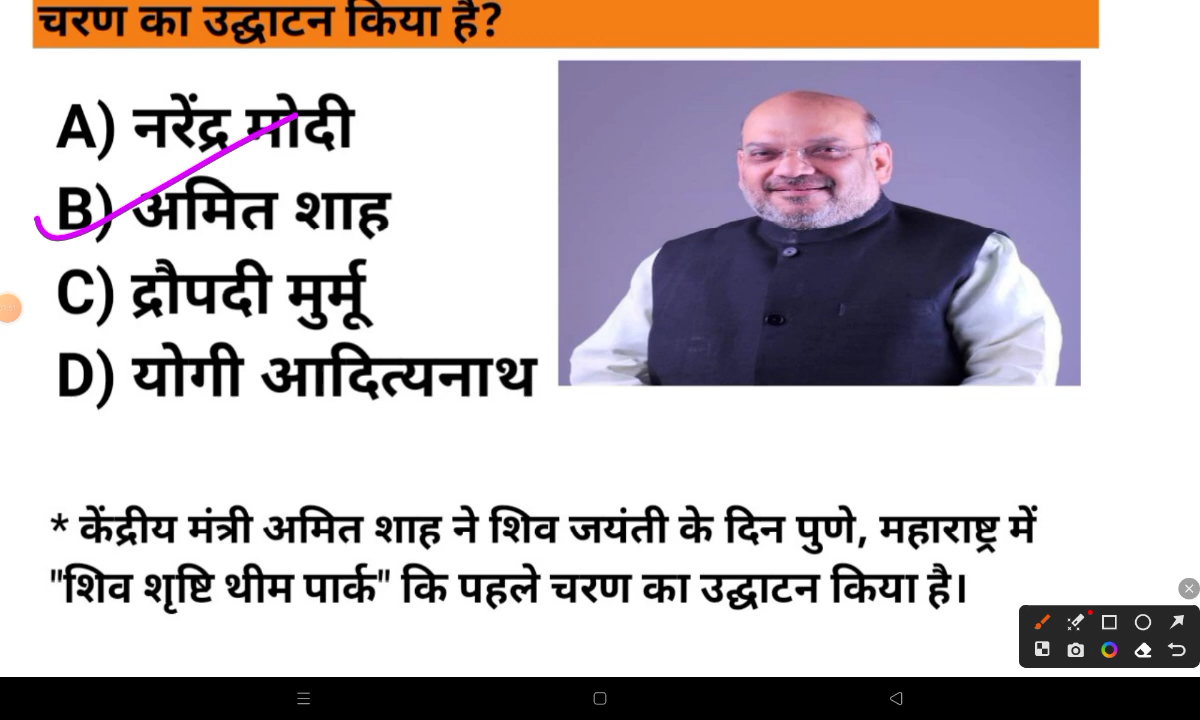 चरण का उद्घाटन किया है?
A) नरेंद्र मोदी
B) अमित शाह
C) द्रौपदी मुर्मू
D) योगी आदित्यनाथ
* केंद्रीय मंत्री अमित शाह ने शिव जयंती के दिन पुणे, महाराष्ट्र में
"शिव शृष्टि थीम पार्क" कि पहले चरण का उद्घाटन किया है।